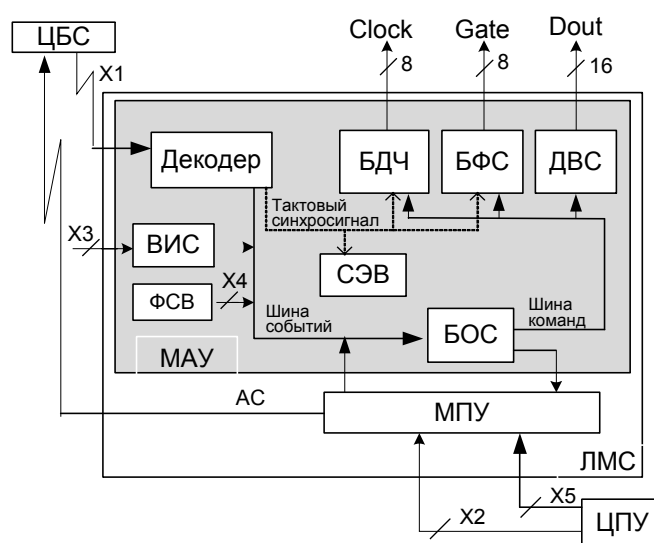 Clock Gate Dout
ЦБС
X1
8 8 16
Декодер
БДЧ
БФС
ДВС
Тактовый
синхросигнал
X3
ВИС
X4
СЭВ
ФСВ
Шина
событий
Шина
команд
БОС
МАУ
АС
МПУ
ЛМС
X2
X5
ЦПУ